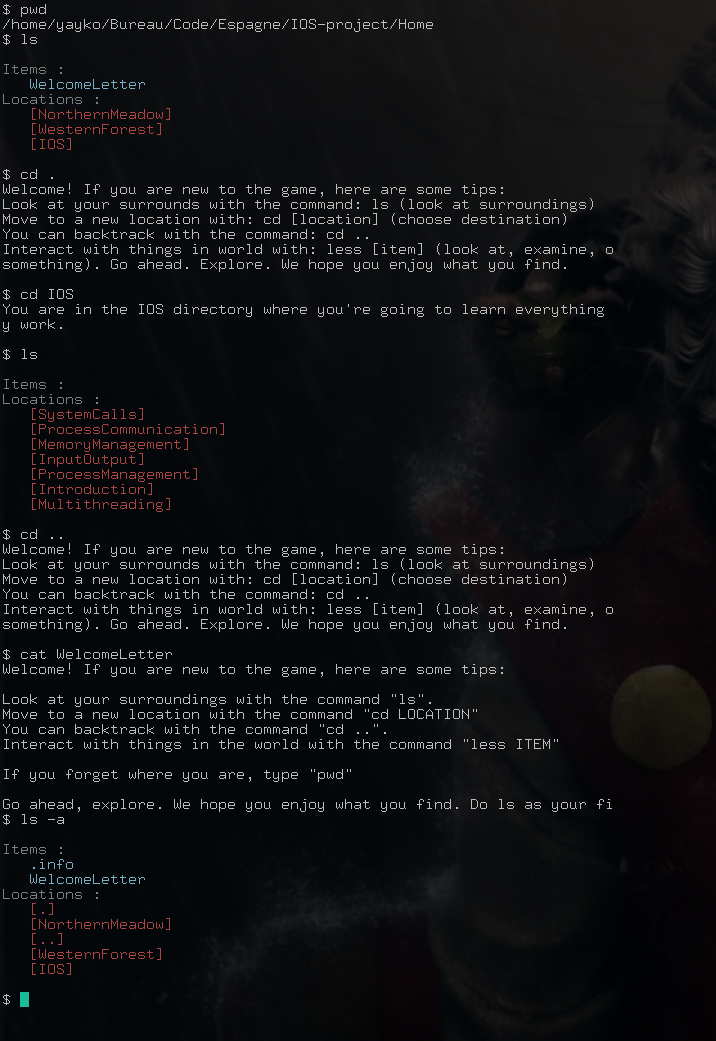 $ pwd
/home/yayko/Bureau/Code/Espagne/IOS-project/Home
$ ls
Items :
WelcomeLetter
Locations :
[NorthernMeadow]
[WesternForest]
[IOS]
$ cd .
Welcome! If you are new to the game, here are some tips:
Look at your surrounds with the command: ls (look at surroundings)
Move to a new location with: cd [location] (choose destination)
You can backtrack with the command: cd ..
Interact with things in world with: less [item] (look at, examine, o
something). Go ahead. Explore. We hope you enjoy what you find.
$ cd IOS
You are in the IOS directory where you're going to learn everything
y work.
$ ls
Items :
Locations :
[SystemCalls]
[ProcessCommunication]
[MemoryManagement]
[InputOutput]
[ProcessManagement]
[Introduction]
[Multithreading]
$ cd ..
Welcome! If you are new to the game, here are some tips:
Look at your surrounds with the command: ls (look at surroundings)
Move to a new location with: cd [location] (choose destination)
You can backtrack with the command: cd ..
Interact with things in world with: less [item] (look at, examine, o
something). Go ahead. Explore. We hope you enjoy what you find.
$ cat WelcomeLetter
Welcome! If you are new to the game, here are some tips:
Look at your surroundings with the command "ls".
Move to a new location with the command "cd LOCATION"
You can backtrack with the command "cd ..".
Interact with things in the world with the command "less ITEM"
If you forget where you are, type "pwd"
Go ahead, explore. We hope you enjoy what you find. Do ls as your fi
$ ls -a
Items :
.info
WelcomeLetter
Locations :
[.]
[NorthernMeadow]
[..]
[WesternForest]
[IOS]
$